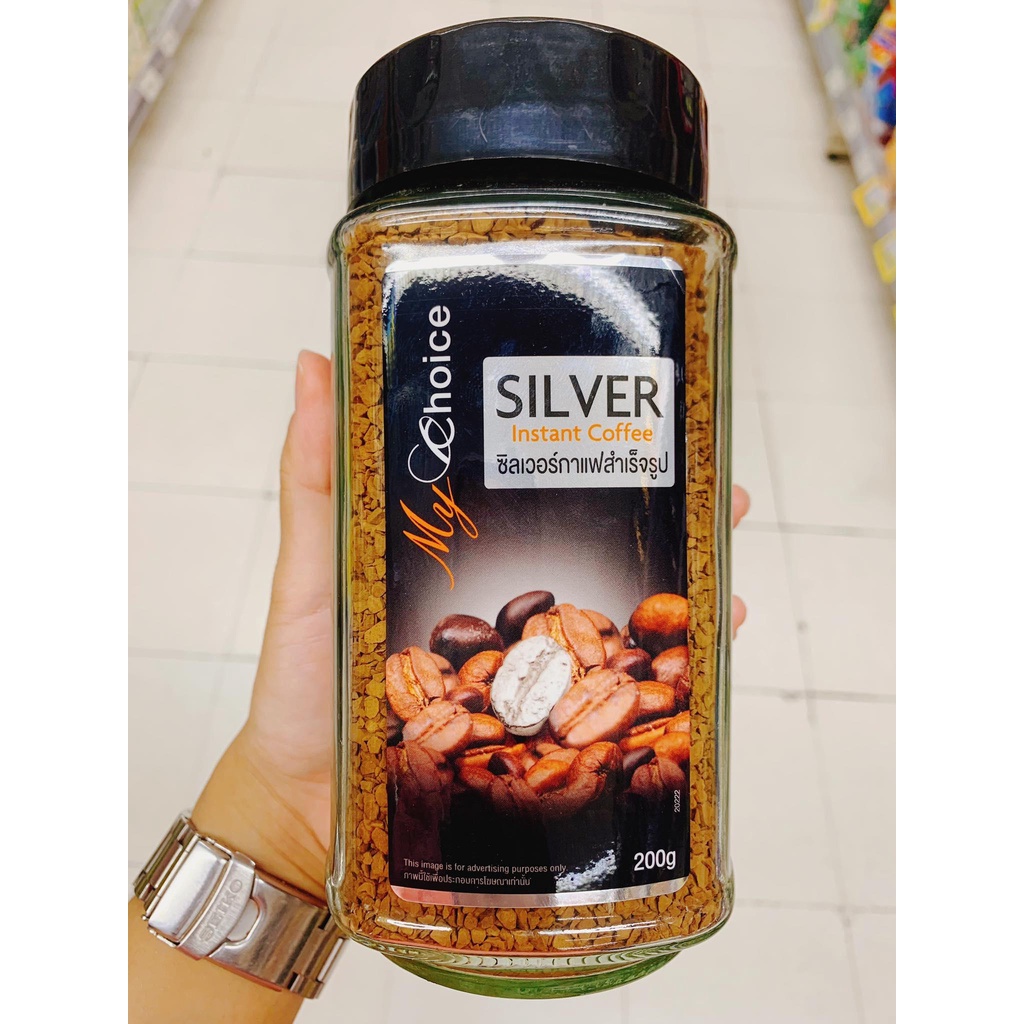 My Choice
SILVER
Instant Coffee
ซิลเวอร์กาแฟสำเร็จรูป
20222
200g
This image is for advertising purposes only.
ภาพนี้ใช้เพื่อประกอบการโฆษณาเท่านั้น
SEIKO